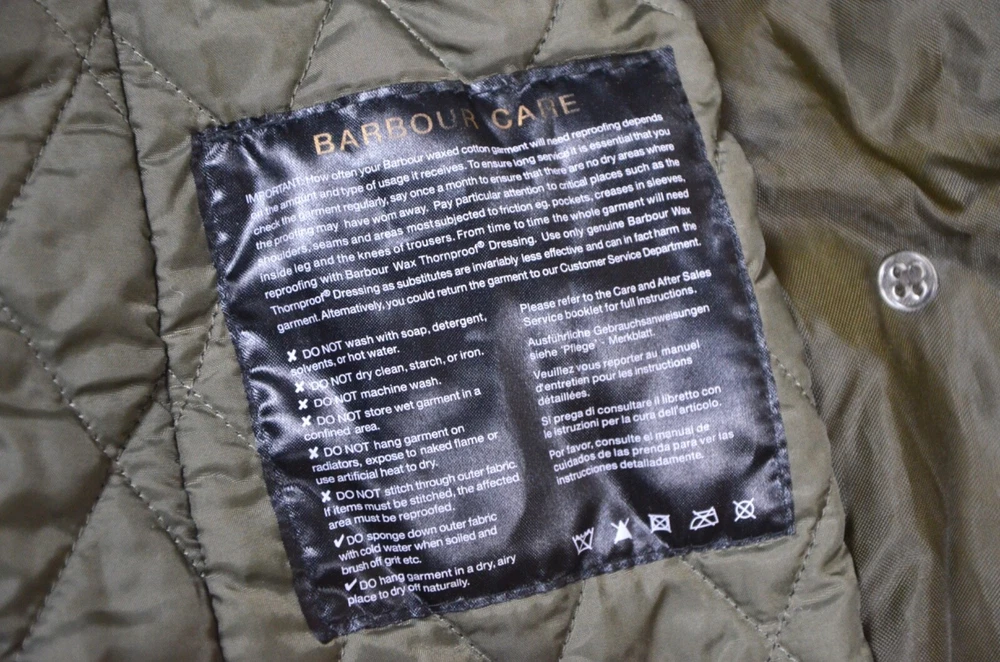 BARBOUR CARE
IMPORTANT: How often your Barbour waxed cotton garment will need reproofing depends
on the amount and type of usage it receives. To ensure long service it is essential that you
check the garment regularly, say once a month to ensure that there are no dry areas where
the proofing may have worn away. Pay particular attention to critical places such as the
shoulders, seams and areas most subjected to friction eg. pockets, creases in sleeves,
inside leg and the knees of trousers. From time to time the whole garment will need
reproofing with Barbour Wax Thornproof® Dressing. Use only genuine Barbour Wax
Thornproof® Dressing as substitutes are invariably less effective and can in fact harm the
garment. Alternatively, you could return the garment to our Customer Service Department.
✘ DO NOT wash with soap, detergent,
solvents, or hot water.
✘ DO NOT dry clean, starch, or iron.
✘ DO NOT machine wash.
✘ DO NOT store wet garment in a
confined area.
✘ DO NOT hang garment on
radiators, expose to naked flame or
use artificial heat to dry.
✘ DO NOT stitch through outer fabric.
If items must be stitched, the affected
area must be reproofed.
✔ DO sponge down outer fabric
with cold water when soiled and
brush off grit etc.
✔ DO hang garment in a dry, airy
place to dry off naturally.
Please refer to the Care and After Sales
Service booklet for full Instructions.
Ausführliche Gebrauchsanweisungen
siehe "Pflege" - Merkblatt.
Veuillez vous reporter au manuel
d'entretien pour les instructions
détaillées.
Si prega di consultare il libretto con
le istruzioni per la cura dell'articolo.
Por favor, consulte el manual de
cuidados de las prenda para ver las
instrucciones detalladamente.